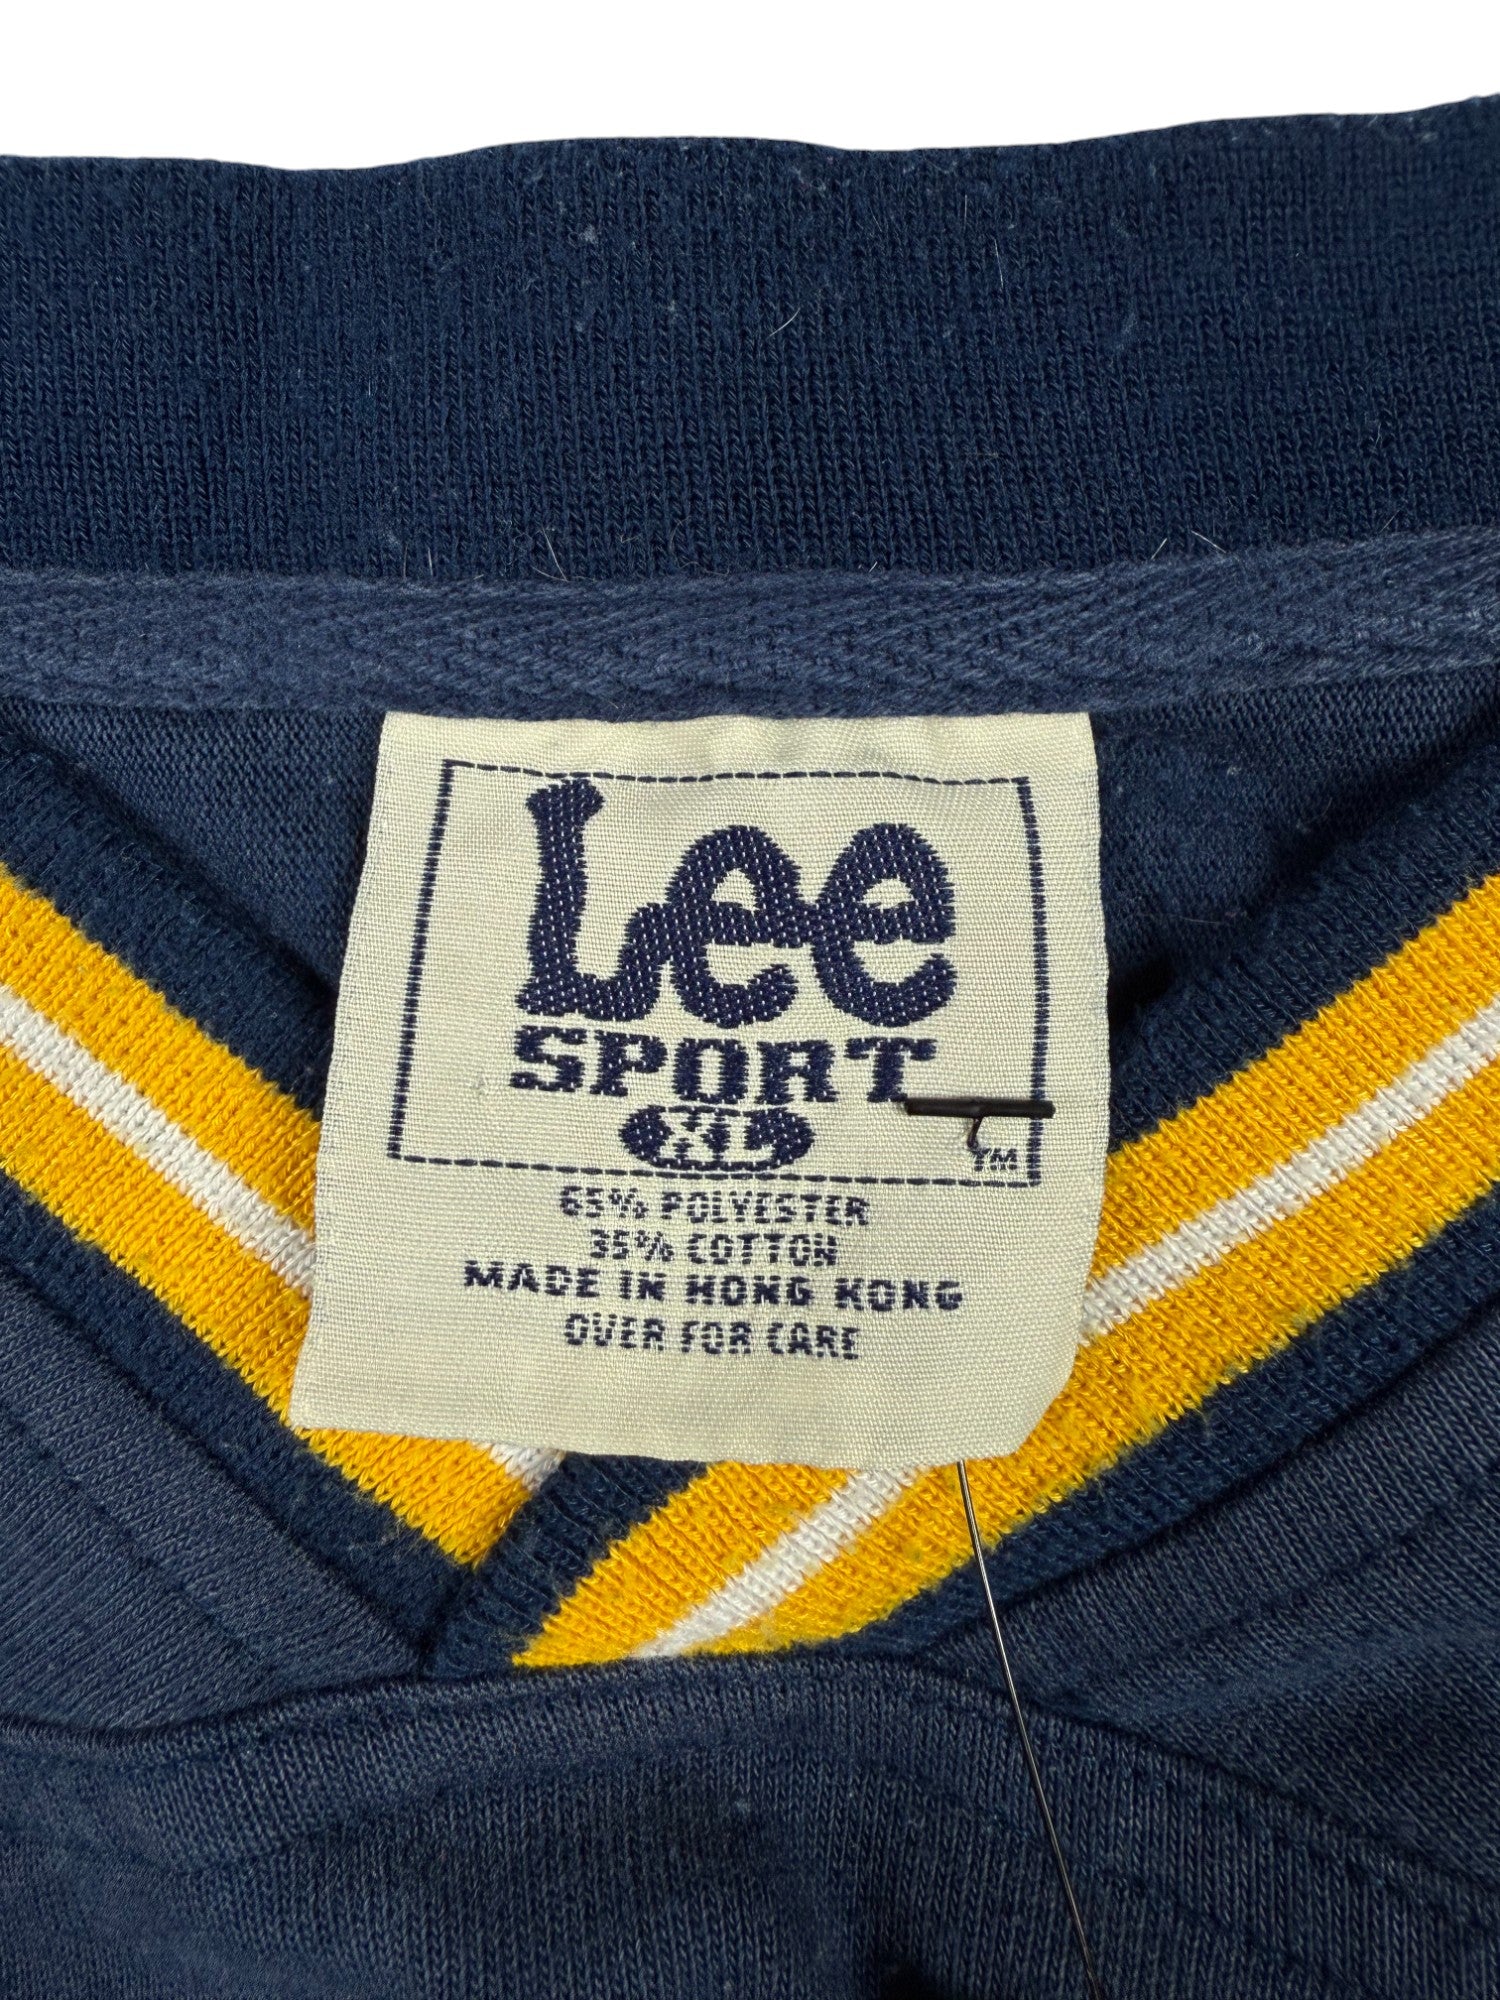 Lee
SPORT
XL
TM
65% POLYESTER
35% COTTON
MADE IN HONG KONG
OVER FOR CARE